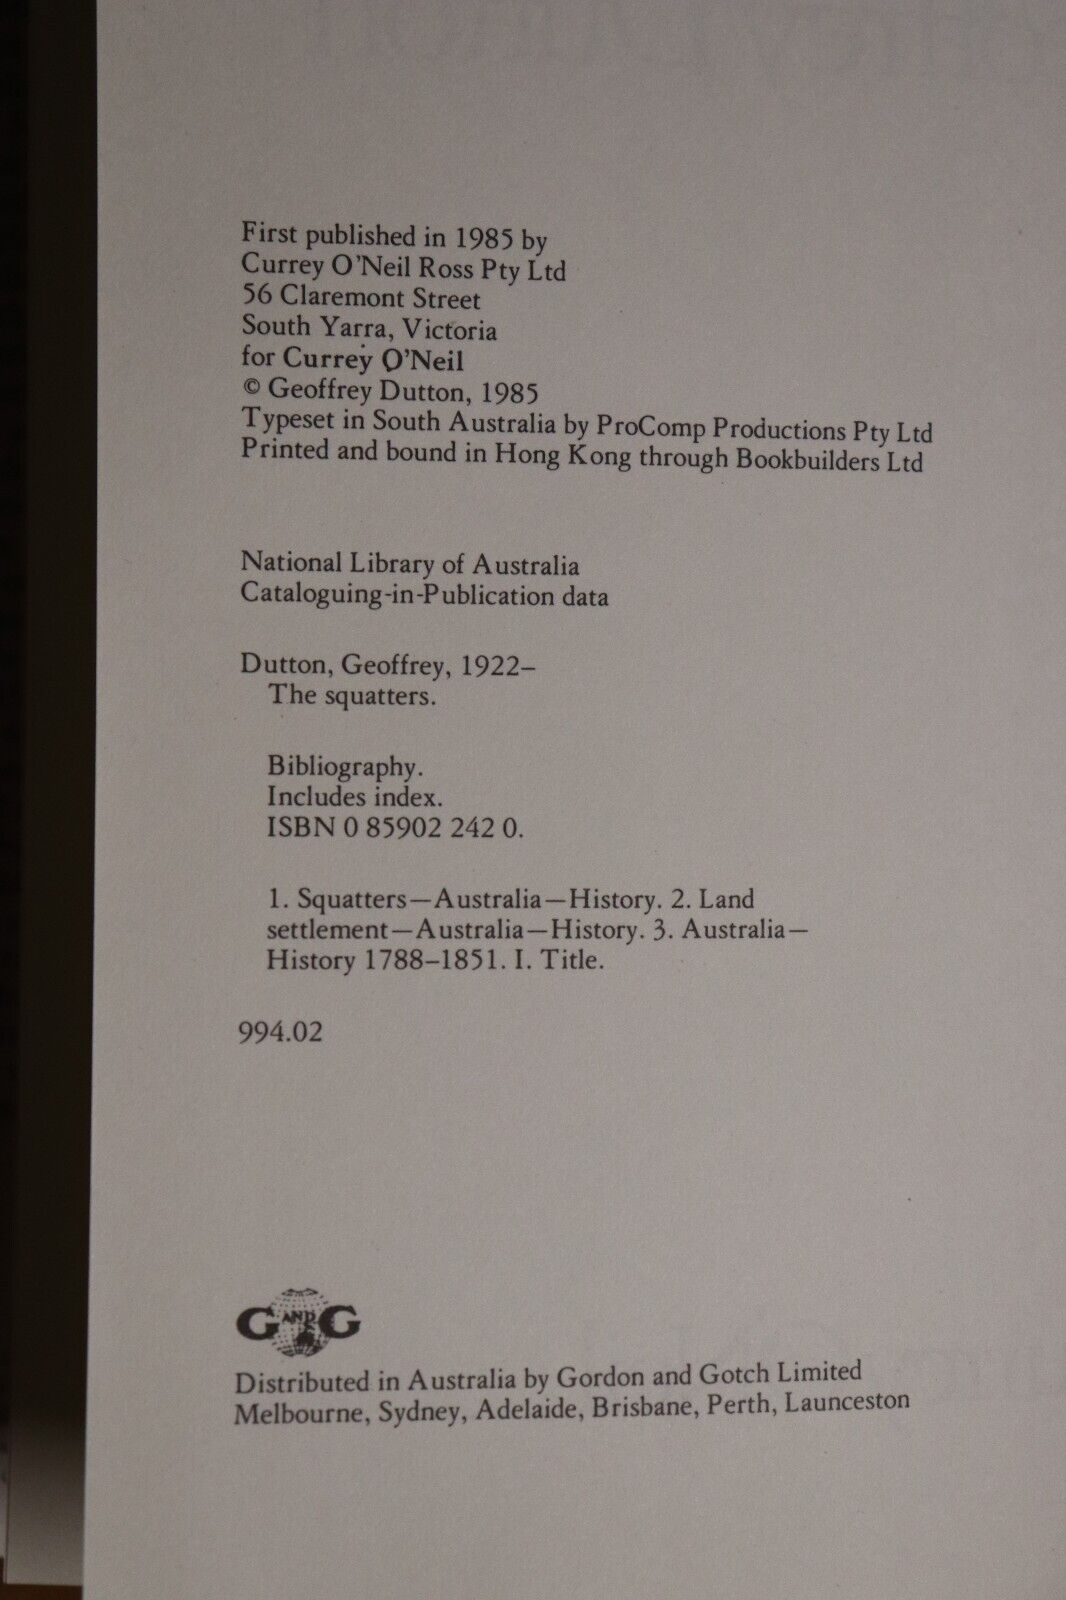 First published in 1985 by
Currey O'Neil Ross Pty Ltd
56 Claremont Street
South Yarra, Victoria
for Currey O'Neil
© Geoffrey Dutton, 1985
Typeset in South Australia by ProComp Productions Pty Ltd
Printed and bound in Hong Kong through Bookbuilders Ltd
National Library of Australia
Cataloguing-in-Publication data
Dutton, Geoffrey, 1922–
The squatters.
Bibliography.
Includes index.
ISBN 0 85902 242 0.
1. Squatters—Australia—History. 2. Land
settlement—Australia—History. 3. Australia—
History 1788–1851. I. Title.
994.02
G AND G
Distributed in Australia by Gordon and Gotch Limited
Melbourne, Sydney, Adelaide, Brisbane, Perth, Launceston